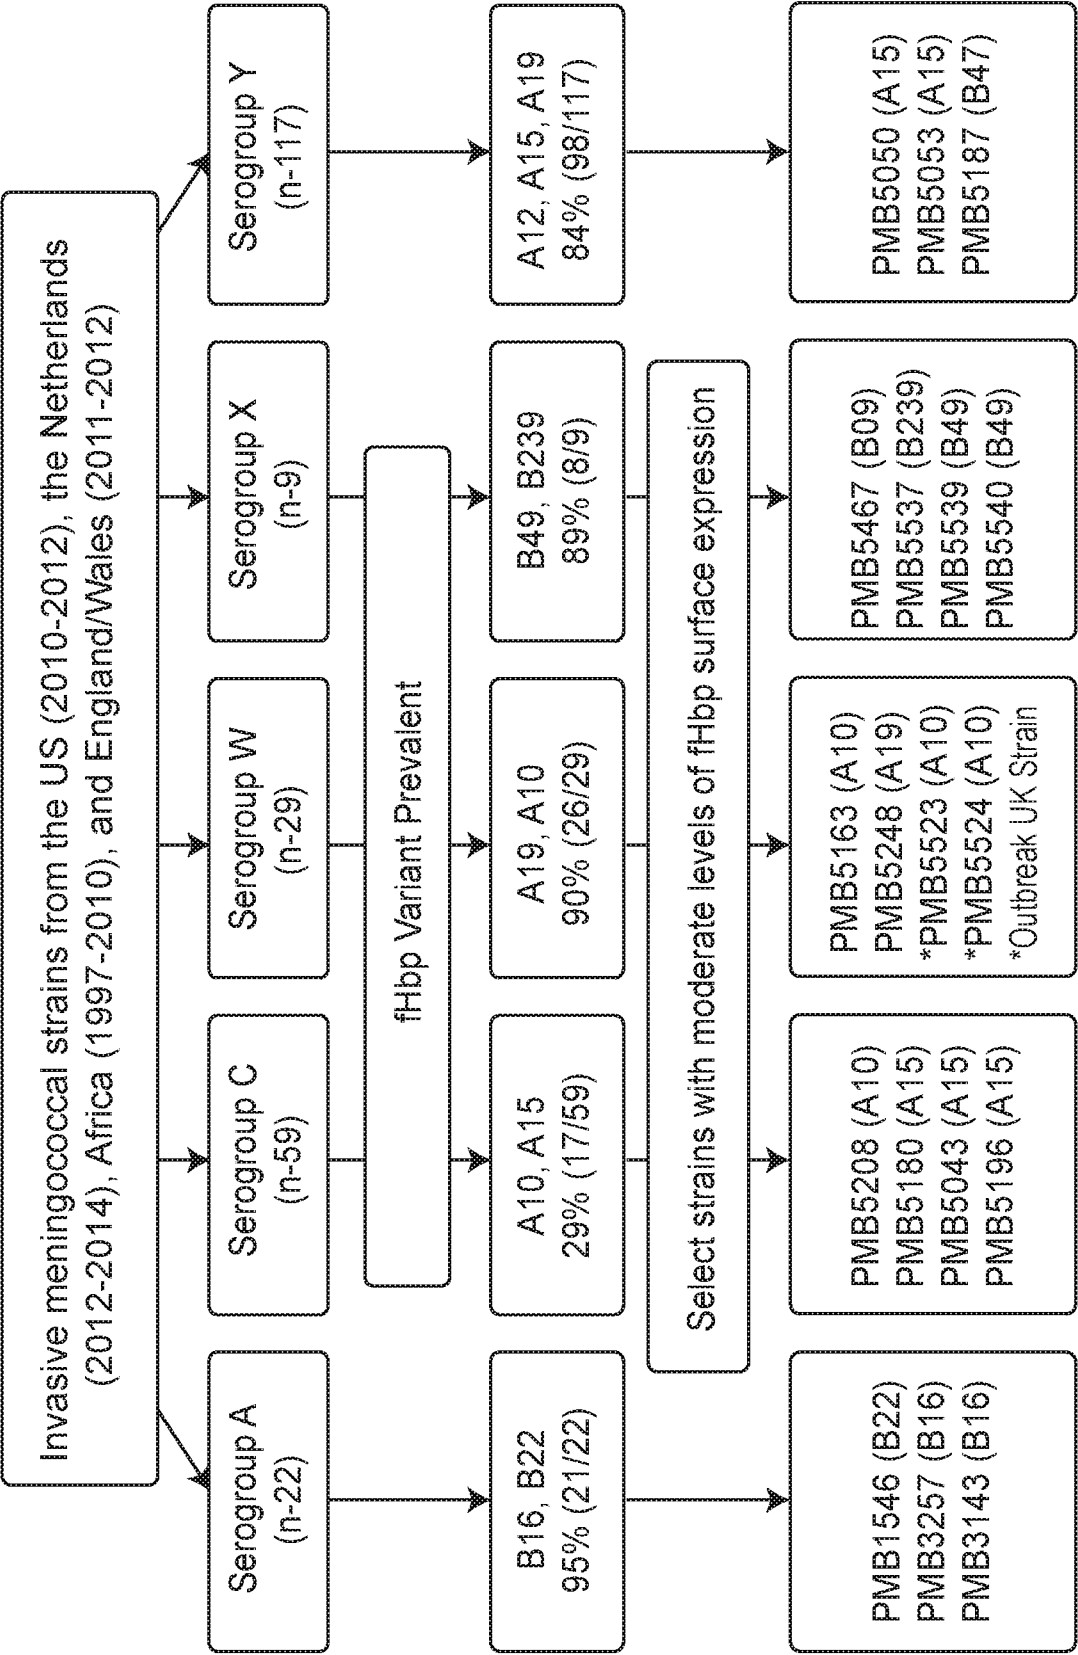 Invasive meningococcal strains from the US (2010-2012), the Netherlands
(2012-2014), Africa (1997-2010), and England/Wales (2011-2012)
Serogroup A
(n-22)
Serogroup C
(n-59)
Serogroup W
(n-29)
Serogroup X
(n-9)
Serogroup Y
(n-117)
fHbp Variant Prevalent
B16, B22
95% (21/22)
A10, A15
29% (17/59)
A19, A10
90% (26/29)
B49, B239
89% (8/9)
A12, A15, A19
84% (98/117)
Select strains with moderate levels of fHbp surface expression
PMB1546 (B22)
PMB3257 (B16)
PMB3143 (B16)
PMB5208 (A10)
PMB5180 (A15)
PMB5043 (A15)
PMB5196 (A15)
PMB5163 (A10)
PMB5248 (A19)
*PMB5523 (A10)
*PMB5524 (A10)
*Outbreak UK Strain
PMB5467 (B09)
PMB5537 (B239)
PMB5539 (B49)
PMB5540 (B49)
PMB5050 (A15)
PMB5053 (A15)
PMB5187 (B47)